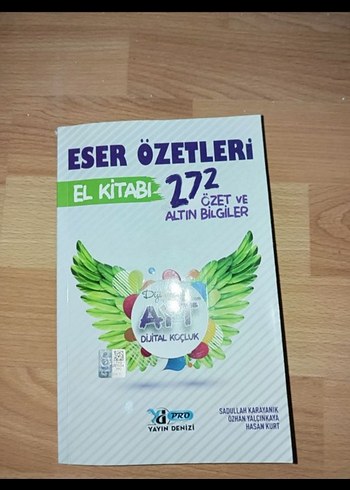 ESER ÖZETLERİ
EL KİTABI
272
ÖZET VE
ALTIN BİLGİLER
AYT
DİJİTAL KOÇLUK
SADULLAH KARAYANIK
ÖZHAN YALÇINKAYA
HASAN KURT
PRO
YAYIN DENİZİ